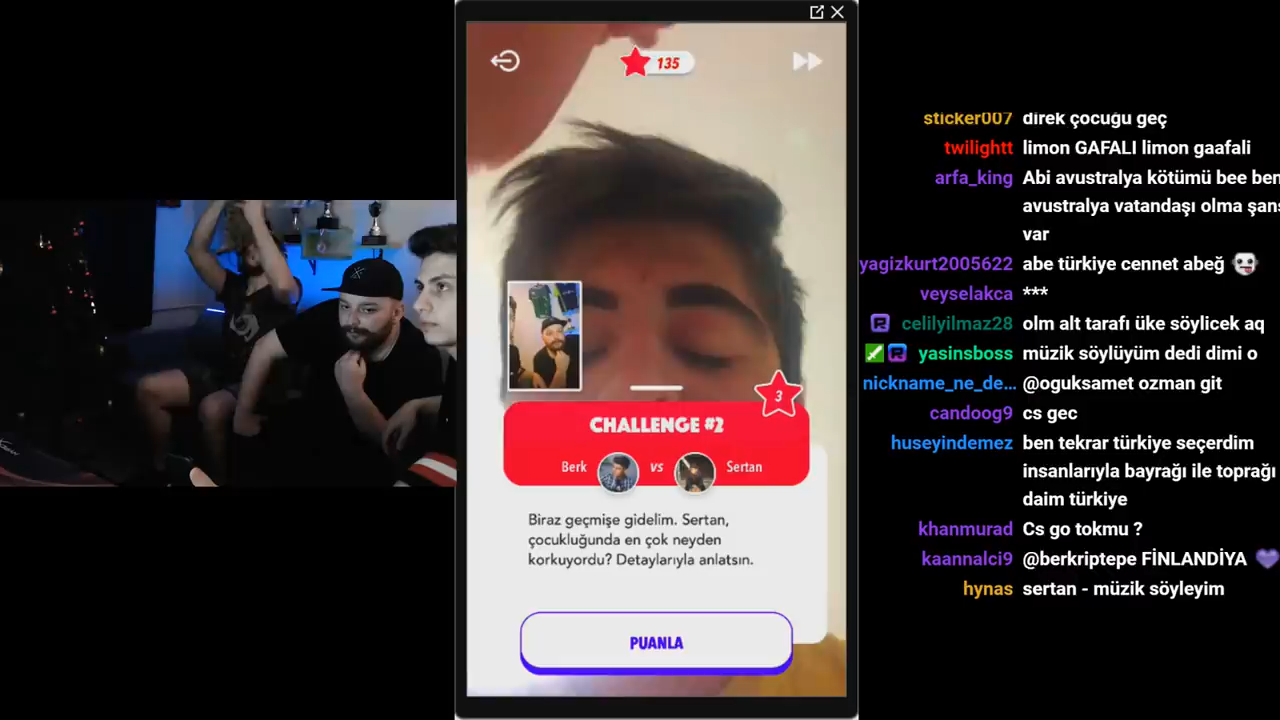 135
3
CHALLENGE #2
Berk vs Sertan
Biraz geçmişe gidelim. Sertan,
çocukluğunda en çok neyden
korkuyordu? Detaylarıyla anlatsın.
PUANLA
sticker007 direk çocuğu geç
twilightt limon GAFALI limon gaafali
arfa_king Abi avustralya kötümü bee ben
avustralya vatandaşı olma şans
var
yagizkurt2005622 abe türkiye cennet abeğ
veyselakca ***
celilyilmaz28 olm alt tarafı üke söylicek aq
yasinsboss müzik söylüyüm dedi dimi o
nickname_ne_de... @oguksamet ozman git
candoog9 cs gec
huseyindemez ben tekrar türkiye seçerdim
insanlarıyla bayrağı ile toprağı
daim türkiye
khanmurad Cs go tokmu ?
kaannalci9 @berkriptepe FİNLANDİYA
hynas sertan - müzik söyleyim